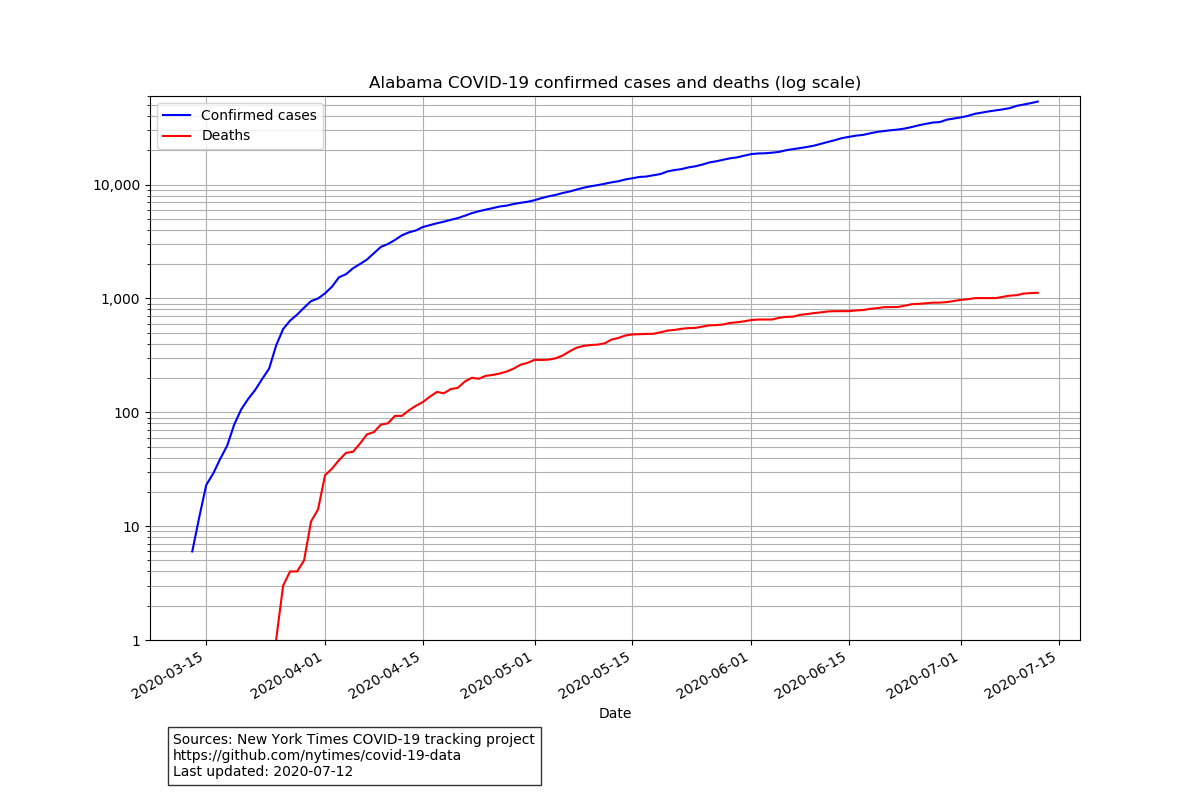 Alabama COVID-19 confirmed cases and deaths (log scale)
Confirmed cases
Deaths
10,000
1,000
100
10
1
2020-03-15
2020-04-01
2020-04-15
2020-05-01
2020-05-15
2020-06-01
2020-06-15
2020-07-01
2020-07-15
Date
Sources: New York Times COVID-19 tracking project
https://github.com/nytimes/covid-19-data
Last updated: 2020-07-12